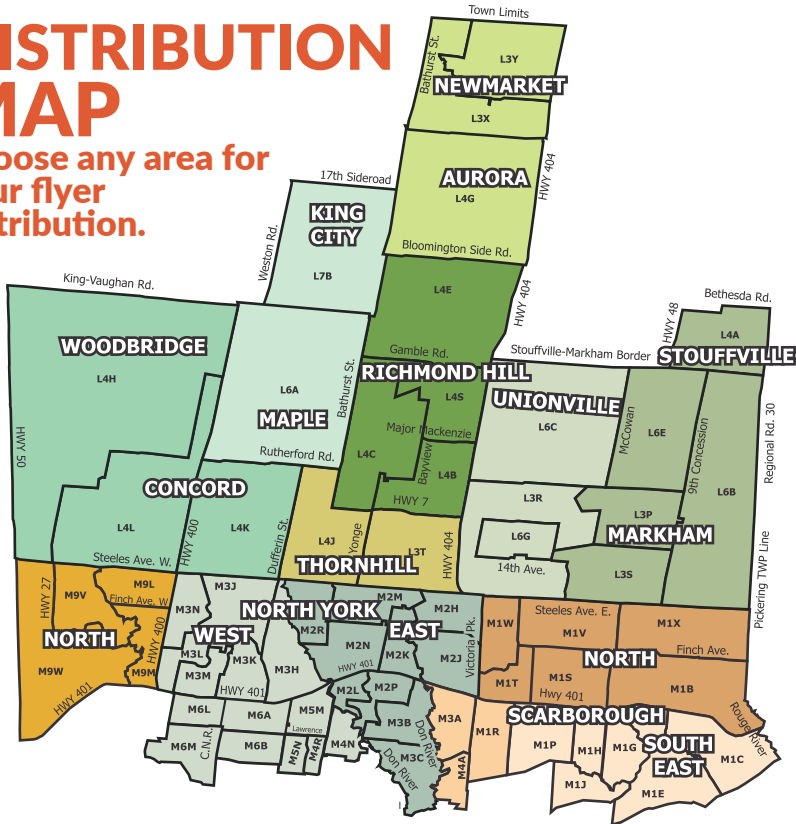 ISTRIBUTION
MAP
oose any area for
ur flyer
tribution.
Town Limits
Bathurst St.
L3Y
NEWMARKET
L3X
HWY 404
AURORA
L4G
17th Sideroad
KING
CITY
Weston Rd.
L7B
Bloomington Side Rd.
King-Vaughan Rd.
L4E
HWY 404
Bethesda Rd.
HWY 48
L4A
STOUFFVILLE
WOODBRIDGE
L4H
Gamble Rd.
Stouffville-Markham Border
RICHMOND HILL
Bathurst St.
L6A
MAPLE
L4S
UNIONVILLE
L6C
McCowan
L6E
9th Concession
Regional Rd. 30
Major Mackenzie
HWY 50
Rutherford Rd.
L4C
Bayview
L4B
L6B
CONCORD
HWY 7
L3R
L3P
MARKHAM
L4L
HWY 400
L4K
Dufferin St.
L4J
Yonge
L3T
HWY 404
L6G
THORNHILL
14th Ave.
L3S
Pickering TWP Line
Steeles Ave. W.
HWY 27
M9V
M9L
Finch Ave. W.
M3J
M3N
NORTH YORK
M2M
M2H
M1W
Steeles Ave. E.
M1V
M1X
HWY 400
NORTH
WEST
M2R
EAST
Victoria Pk.
M2N
M2K
M2J
Finch Ave.
NORTH
M3L
M3K
M3H
HWY 401
M9W
M9M
M3M
M1T
M1S
M1B
HWY 401
HWY 401
M2L
M2P
Hwy 401
M6L
M6A
M5M
Lawrence
M3B
Don River
M3A
M1R
SCARBOROUGH
Rouge River
M6M
C.N.R.
M6B
M5N
M4R
M4N
M3C
Don River
M4A
M1P
M1H
M1G
SOUTH
EAST
M1C
M1J
M1E